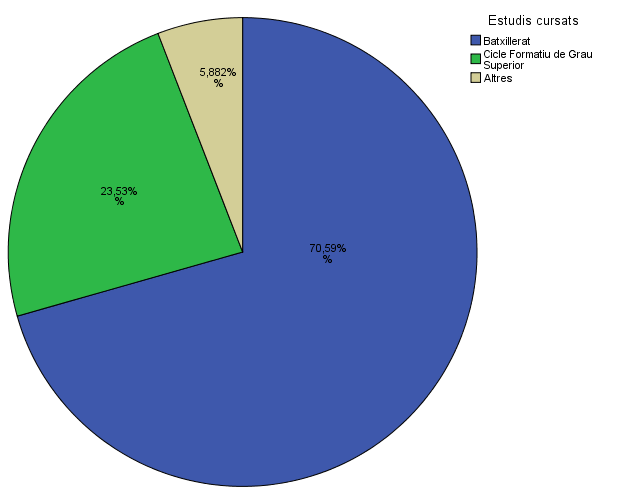 Estudis cursats
Batxillerat
Cicle Formatiu de Grau
Superior
Altres
5,882%
%
23,53%
%
70,59%
%